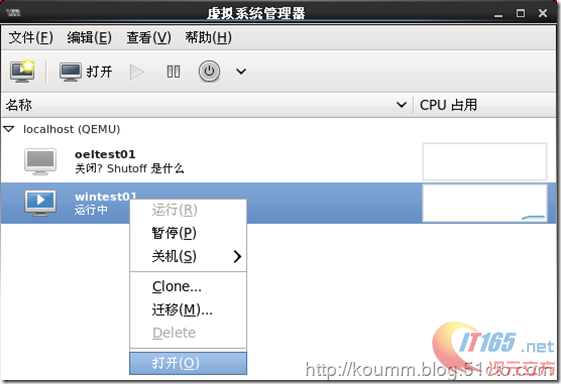 虚拟系统管理器
文件(F) 编辑(E) 查看(V) 帮助(H)
打开
名称 CPU 占用
localhost (QEMU)
oeltest01
关闭? Shutoff 是什么
wintest01
运行中
运行(R)
暂停(P)
关机(S)
Clone...
迁移(M)...
Delete
打开(O)
IT165.net
http://koumm.blog.51cto.com